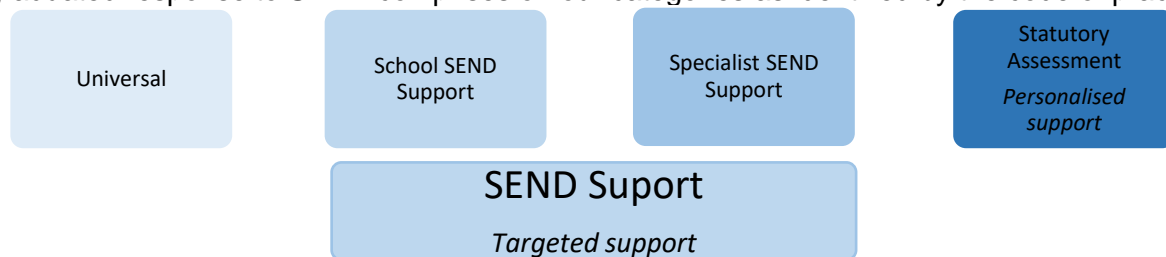 Universal
School SEND
Support
Specialist SEND
Support
Statutory
Assessment
Personalised
support
SEND Suport
Targeted support